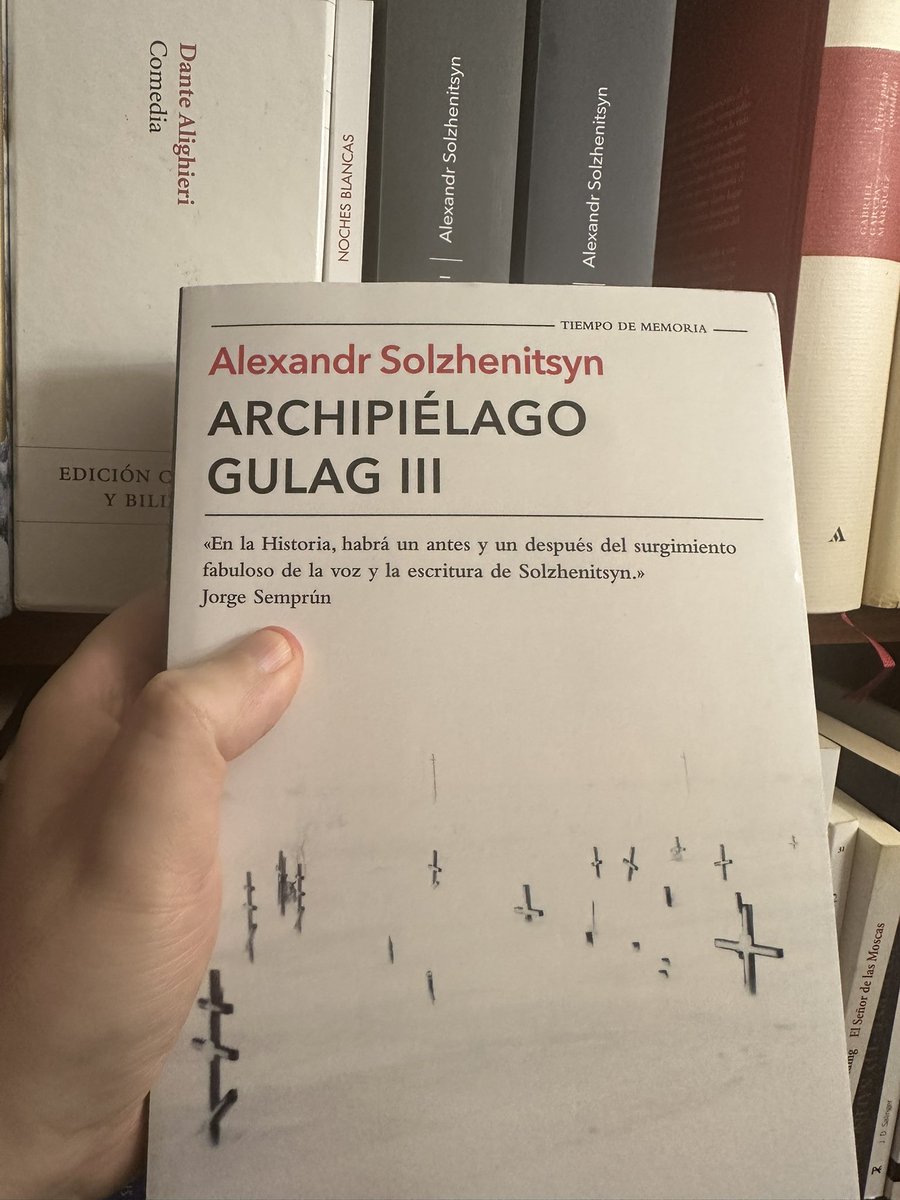 Dante Alighieri
Comedia
EDICIÓN
Y
NOCHES BLANCAS
I | Alexandr Solzhenitsyn
Alexandr Solzhenitsyn
GABRIEL
GARCÍA
MÁRQUEZ
TIEMPO DE MEMORIA
Alexandr Solzhenitsyn
ARCHIPIÉLAGO
GULAG III
«En la Historia, habrá un antes y un después del surgimiento
fabuloso de la voz y la escritura de Solzhenitsyn.»
Jorge Semprún
El Señor de las Moscas
J. D. Salinger